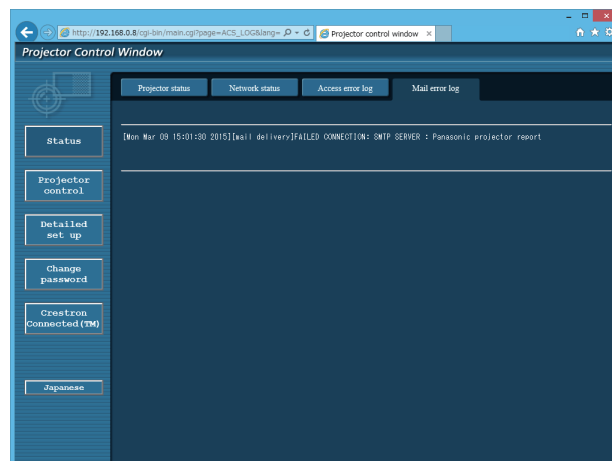 http://192.168.0.8/cgi-bin/main.cgi?page=ACS_LOG&lang=
Projector control window
Projector Control Window
Projector status
Network status
Access error log
Mail error log
[Mon Mar 09 15:01:30 2015][mail delivery]FAILED CONNECTION: SMTP SERVER : Panasonic projector report
Status
Projector
control
Detailed
set up
Change
password
Crestron
Connected(TM)
Japanese